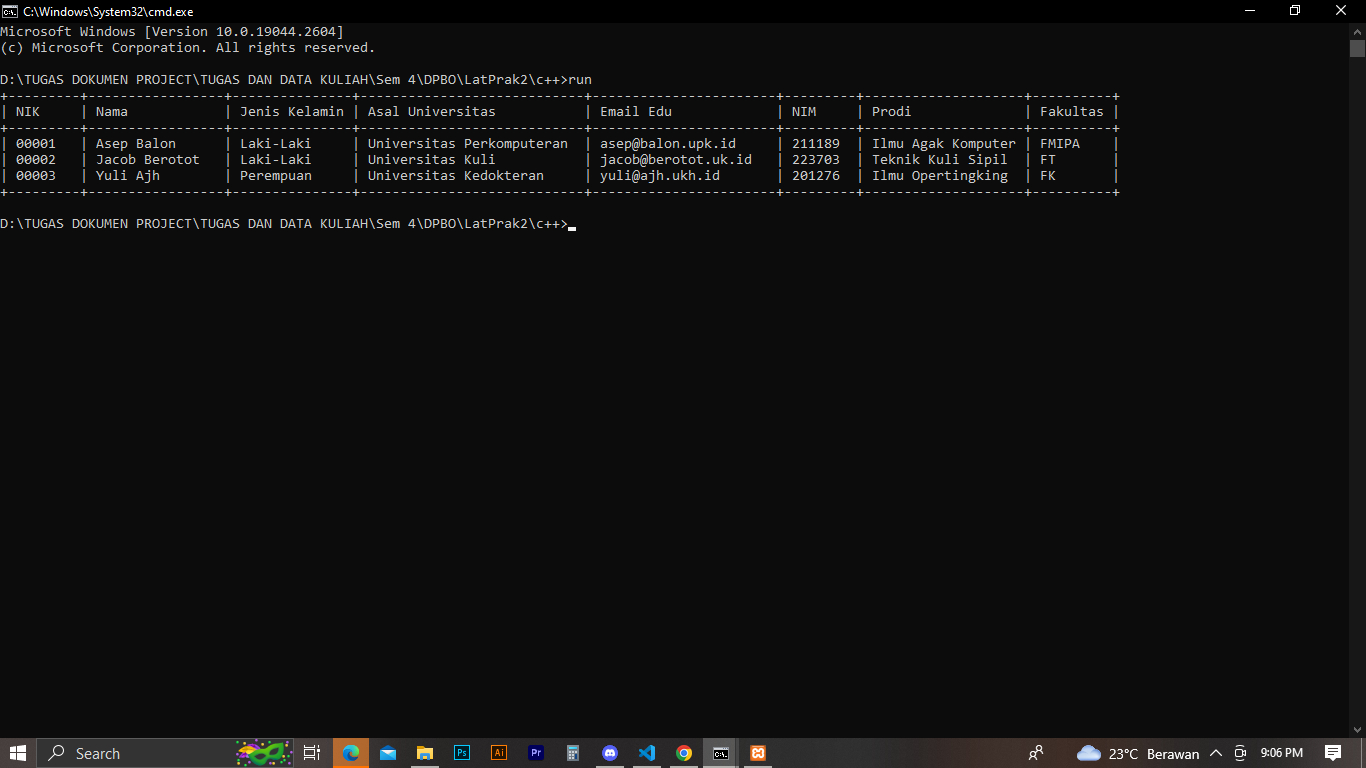 C:\Windows\System32\cmd.exe
Microsoft Windows [Version 10.0.19044.2604]
(c) Microsoft Corporation. All rights reserved.
D:\TUGAS DOKUMEN PROJECT\TUGAS DAN DATA KULIAH\Sem 4\DPBO\LatPrak2\c++>run
+---------+-----------------+---------------+----------------------------+-----------------------+---------+--------------------+----------+
| NIK     | Nama            | Jenis Kelamin | Asal Universitas           | Email Edu             | NIM     | Prodi              | Fakultas |
+---------+-----------------+---------------+----------------------------+-----------------------+---------+--------------------+----------+
| 00001   | Asep Balon      | Laki-Laki     | Universitas Perkomputeran  | asep@balon.upk.id     | 211189  | Ilmu Agak Komputer | FMIPA    |
| 00002   | Jacob Berotot   | Laki-Laki     | Universitas Kuli           | jacob@berotot.uk.id   | 223703  | Teknik Kuli Sipil  | FT       |
| 00003   | Yuli Ajh        | Perempuan     | Universitas Kedokteran     | yuli@ajh.ukh.id       | 201276  | Ilmu Opertingking  | FK       |
+---------+-----------------+---------------+----------------------------+-----------------------+---------+--------------------+----------+
D:\TUGAS DOKUMEN PROJECT\TUGAS DAN DATA KULIAH\Sem 4\DPBO\LatPrak2\c++>
Search
Ps
Ai
Pr
23°C Berawan
9:06 PM